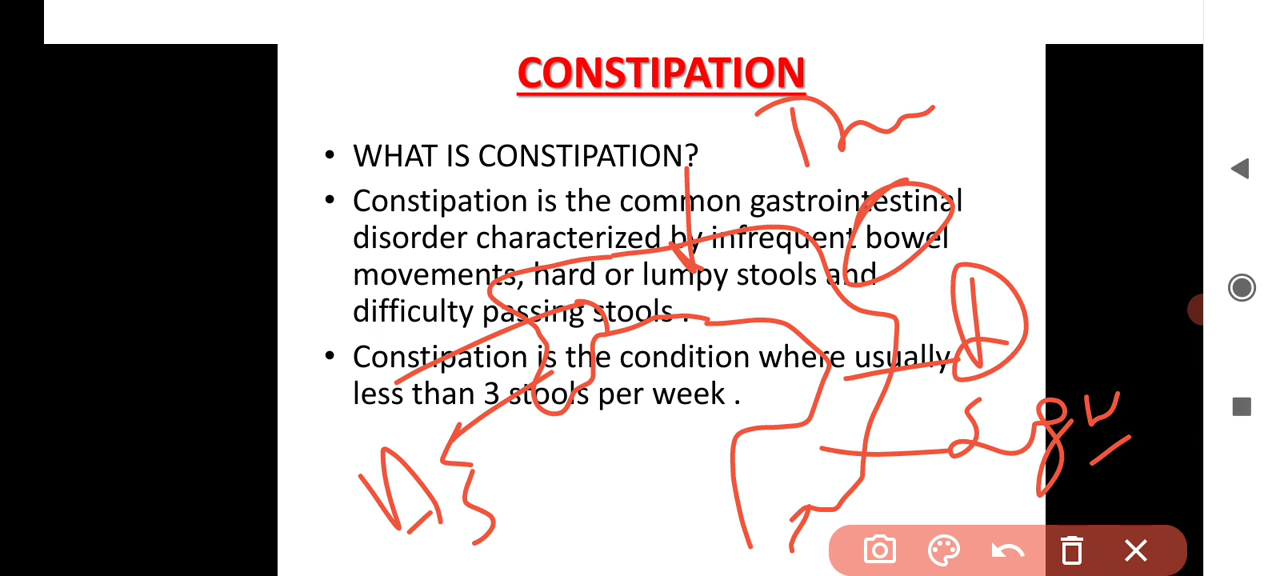 CONSTIPATION
• WHAT IS CONSTIPATION?
• Constipation is the common gastrointestinal
disorder characterized by infrequent bowel
movements, hard or lumpy stools and
difficulty passing stools .
• Constipation is the condition where usually
less than 3 stools per week .